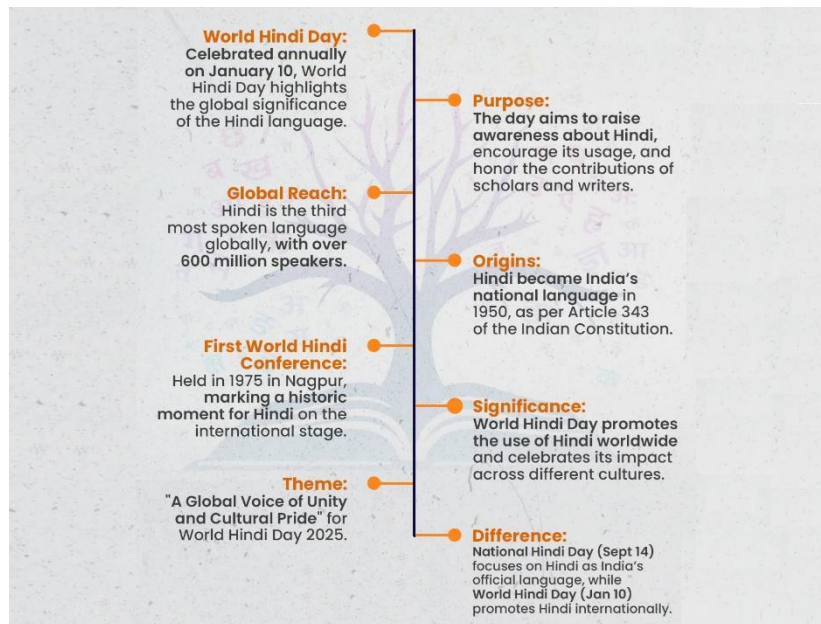 World Hindi Day:
Celebrated annually
on January 10, World
Hindi Day highlights
the global significance
of the Hindi language.
Purpose:
The day aims to raise
awareness about Hindi,
encourage its usage, and
honor the contributions of
scholars and writers.
Global Reach:
Hindi is the third
most spoken language
globally, with over
600 million speakers.
Origins:
Hindi became India's
national language in
1950, as per Article 343
of the Indian Constitution.
First World Hindi
Conference:
Held in 1975 in Nagpur,
marking a historic
moment for Hindi on the
international stage.
Significance:
World Hindi Day promotes
the use of Hindi worldwide
and celebrates its impact
across different cultures.
Theme:
"A Global Voice of Unity
and Cultural Pride" for
World Hindi Day 2025.
Difference:
National Hindi Day (Sept 14)
focuses on Hindi as India's
official language, while
World Hindi Day (Jan 10)
promotes Hindi internationally.